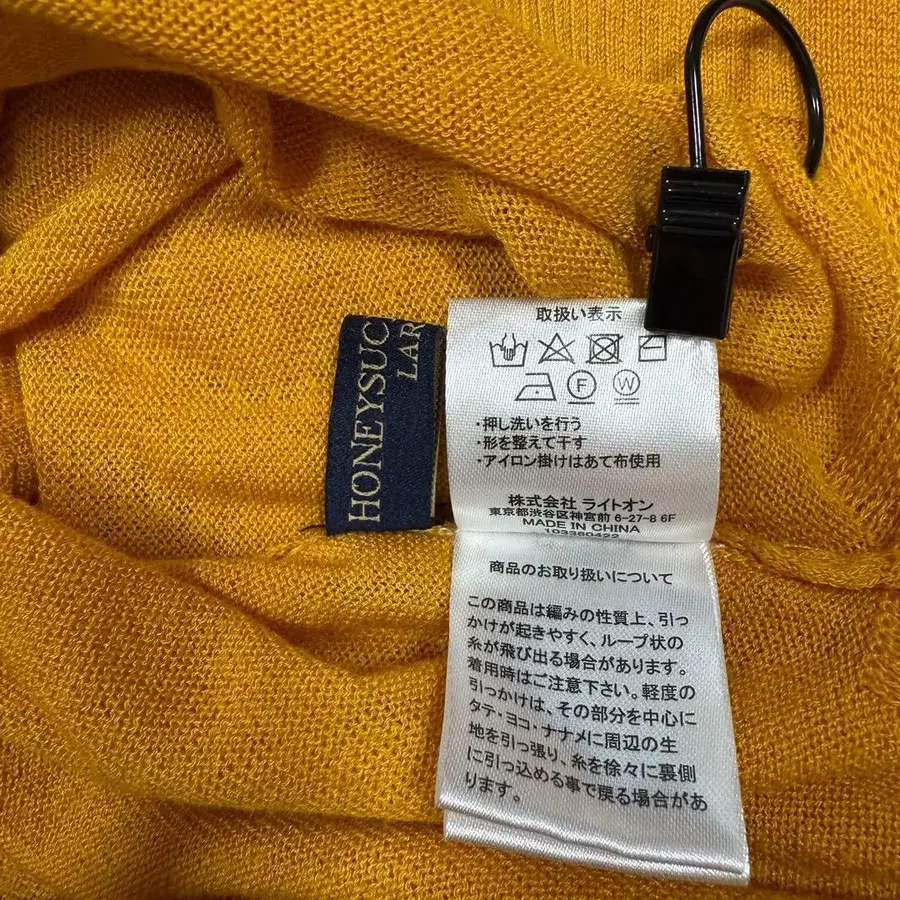 HONEYSUC
LAR
取扱い表示
F
W
・押し洗いを行う
・形を整えて干す
・アイロン掛けはあて布使用
株式会社 ライトオン
東京都渋谷区神宮前 6-27-8 6F
MADE IN CHINA
103380422
商品のお取り扱いについて
この商品は編みの性質上、引っ
かけが起きやすく、ループ状の
糸が飛び出る場合があります。
着用時はご注意下さい。軽度の
引っかけは、その部分を中心に
タテ・ヨコ・ナナメに周辺の生
地を引っ張り、糸を徐々に裏側
に引っ込める事で戻る場合があ
ります。